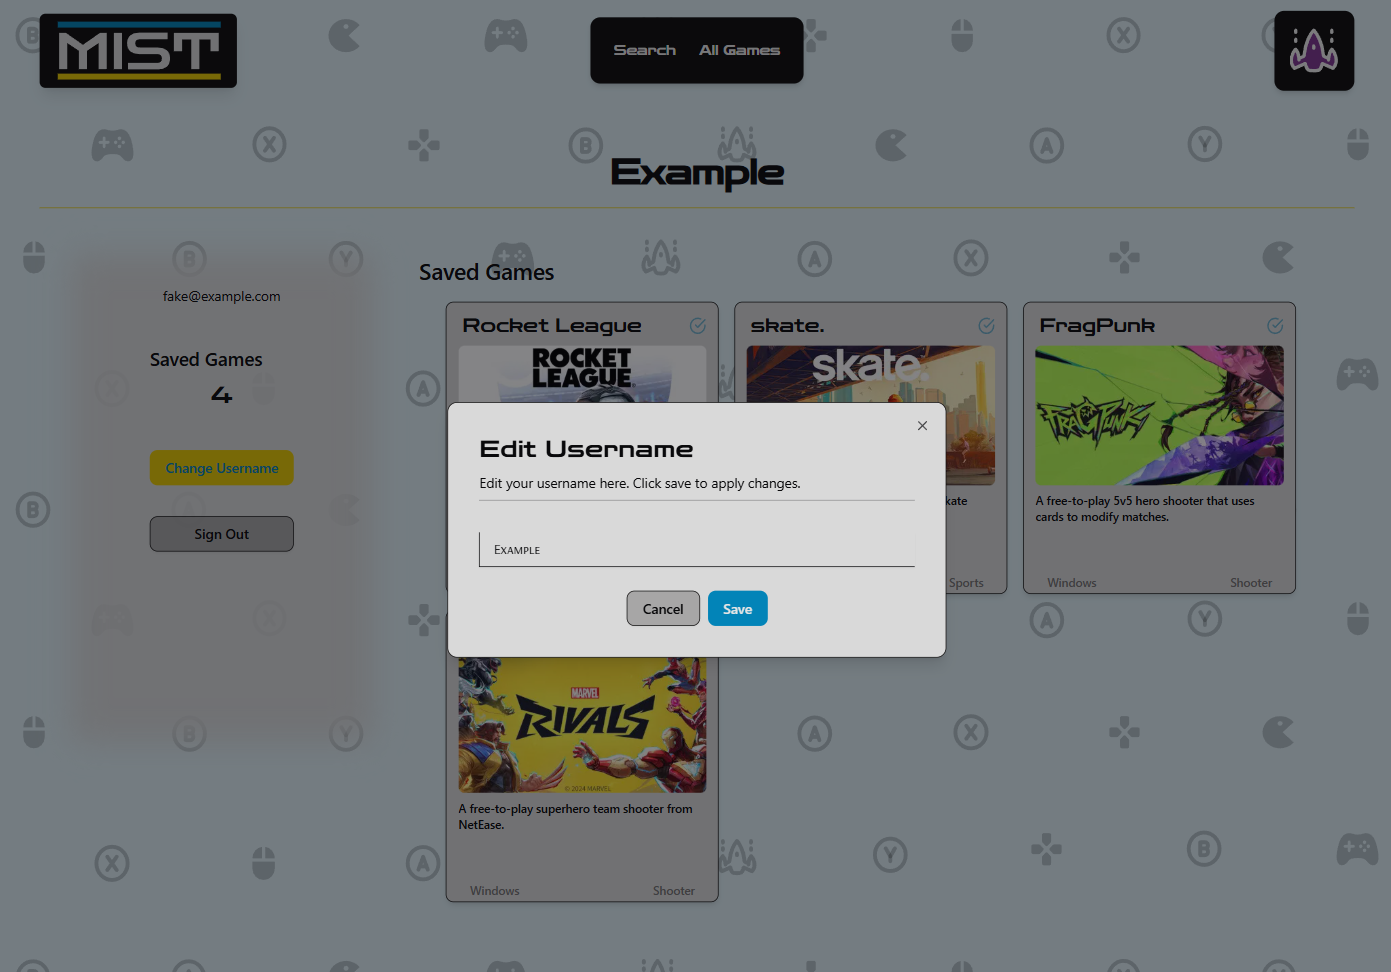 MIST
Search All Games
Example
fake@example.com
Saved Games
4
Change Username
Sign Out
Saved Games
Rocket League
ROCKET
LEAGUE
skate.
skate.
FragPunk
FRAGPUNK
kate
A free-to-play 5v5 hero shooter that uses
cards to modify matches.
Sports
Windows Shooter
Edit Username
Edit your username here. Click save to apply changes.
Example
Cancel Save
MARVEL
RIVALS
© 2024 MARVEL
A free-to-play superhero team shooter from
NetEase.
Windows Shooter